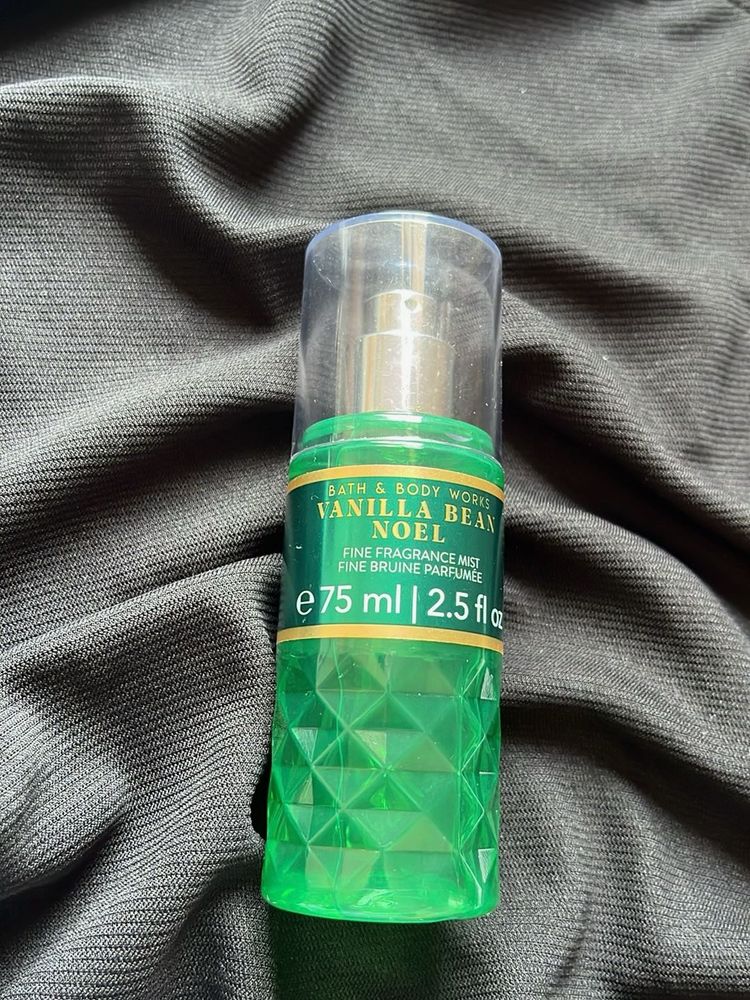 BATH & BODY WORKS
VANILLA BEAN
NOEL
FINE FRAGRANCE MIST
FINE BRUINE PARFUMÉE
℮ 75 ml | 2.5 fl oz